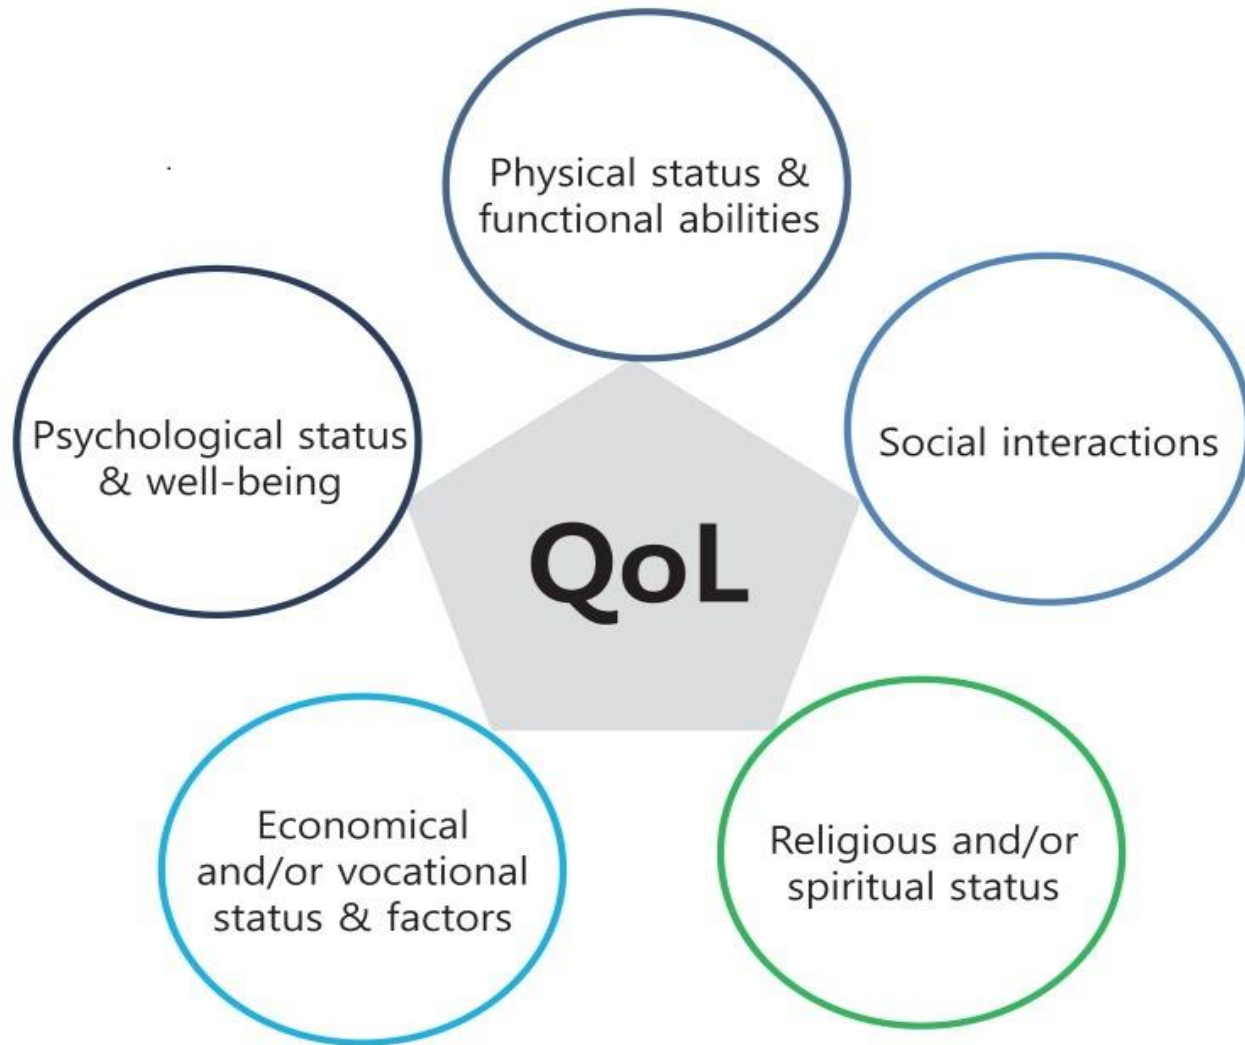 Physical status &
functional abilities
Psychological status
& well-being
Social interactions
QoL
Economical
and/or vocational
status & factors
Religious and/or
spiritual status